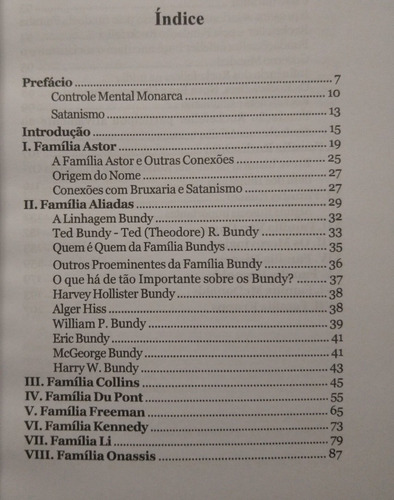 Índice
Prefácio 7
Controle Mental Monarca 10
Satanismo 13
Introdução 15
I. Família Astor 19
A Família Astor e Outras Conexões 25
Origem do Nome 27
Conexões com Bruxaria e Satanismo 27
II. Família Aliadas 29
A Linhagem Bundy 32
Ted Bundy - Ted (Theodore) R. Bundy 33
Quem é Quem da Família Bundys 35
Outros Proeminentes da Família Bundy 36
O que há de tão Importante sobre os Bundy? 37
Harvey Hollister Bundy 38
Alger Hiss 38
William P. Bundy 39
Eric Bundy 41
McGeorge Bundy 41
Harry W. Bundy 43
III. Família Collins 45
IV. Família Du Pont 55
V. Família Freeman 65
VI. Família Kennedy 73
VII. Família Li 79
VIII. Família Onassis 87